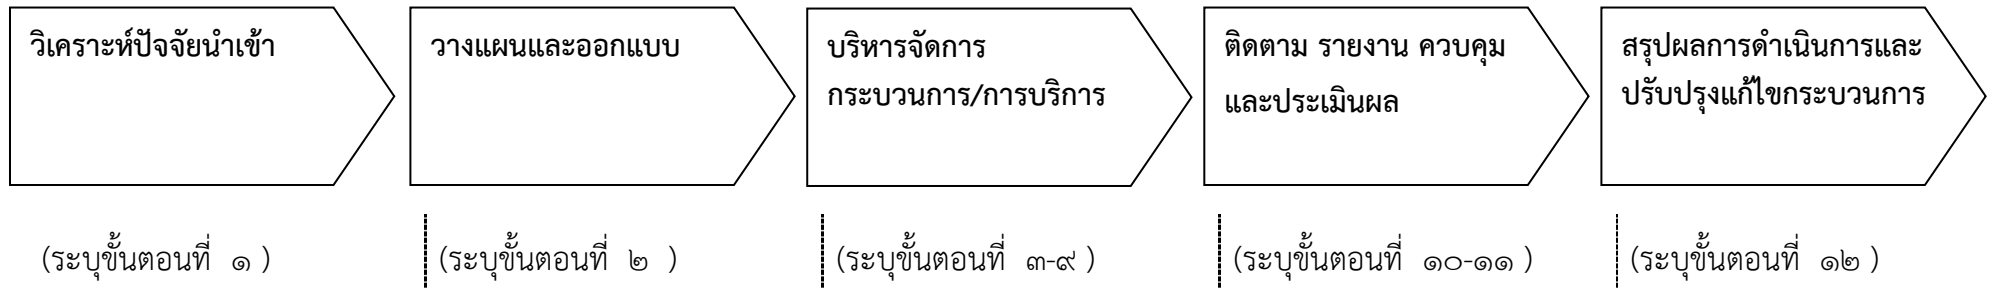 วิเคราะห์ปัจจัยนำเข้า
วางแผนและออกแบบ
บริหารจัดการ
กระบวนการ/การบริการ
ติดตาม รายงาน ควบคุม
และประเมินผล
สรุปผลการดำเนินการและ
ปรับปรุงแก้ไขกระบวนการ
(ระบุขั้นตอนที่ ๑ )
(ระบุขั้นตอนที่ ๒ )
(ระบุขั้นตอนที่ ๓-๙ )
(ระบุขั้นตอนที่ ๑๐-๑๑ )
(ระบุขั้นตอนที่ ๑๒ )